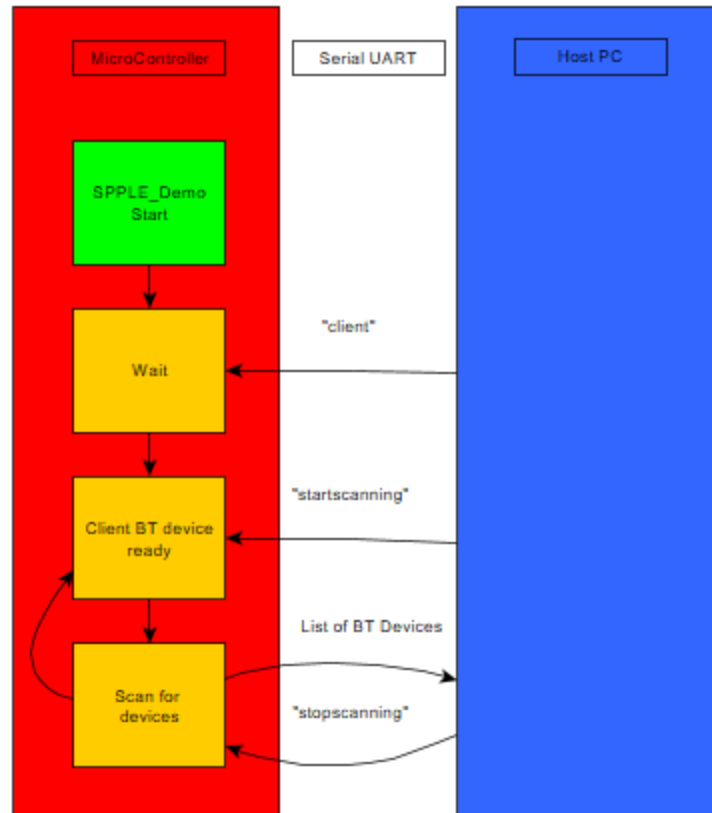 MicroController
Serial UART
Host PC
SPPLE_Demo
Start
"client"
Wait
"startscanning"
Client BT device
ready
List of BT Devices
Scan for
devices
"stopscanning"